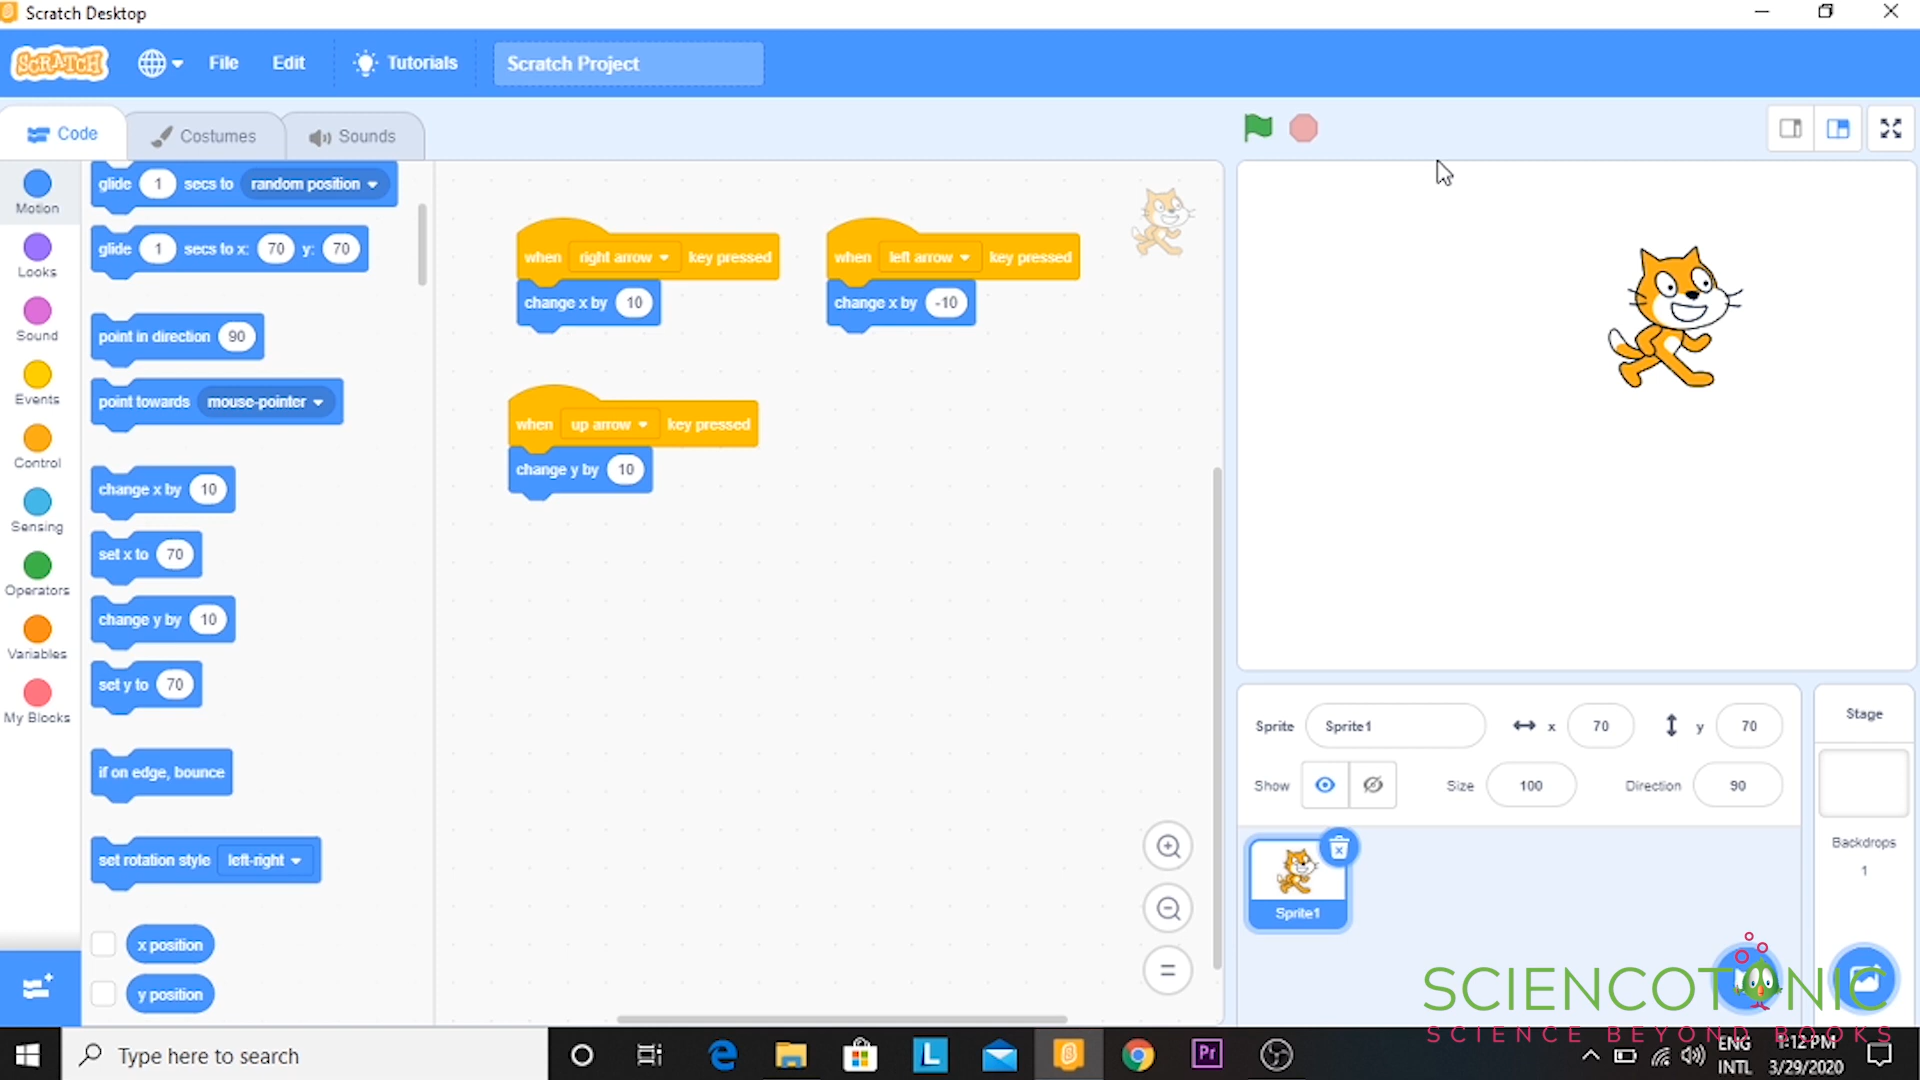 Scratch Desktop
SCRATCH
File
Edit
Tutorials
Scratch Project
Code
Costumes
Sounds
Motion
Looks
Sound
Events
Control
Sensing
Operators
Variables
My Blocks
glide 1 secs to random position
glide 1 secs to x: 70 y: 70
point in direction 90
point towards mouse-pointer
change x by 10
set x to 70
change y by 10
set y to 70
if on edge, bounce
set rotation style left-right
x position
y position
when right arrow key pressed
change x by 10
when left arrow key pressed
change x by -10
when up arrow key pressed
change y by 10
Sprite Sprite1 x 70 y 70
Show Size 100 Direction 90
Sprite1
Stage
Backdrops
1
SCIENCOTONIC
SCIENCE BEYOND BOOKS
Type here to search
L
Pr
ENG
INTL
1:12 PM
3/29/2020